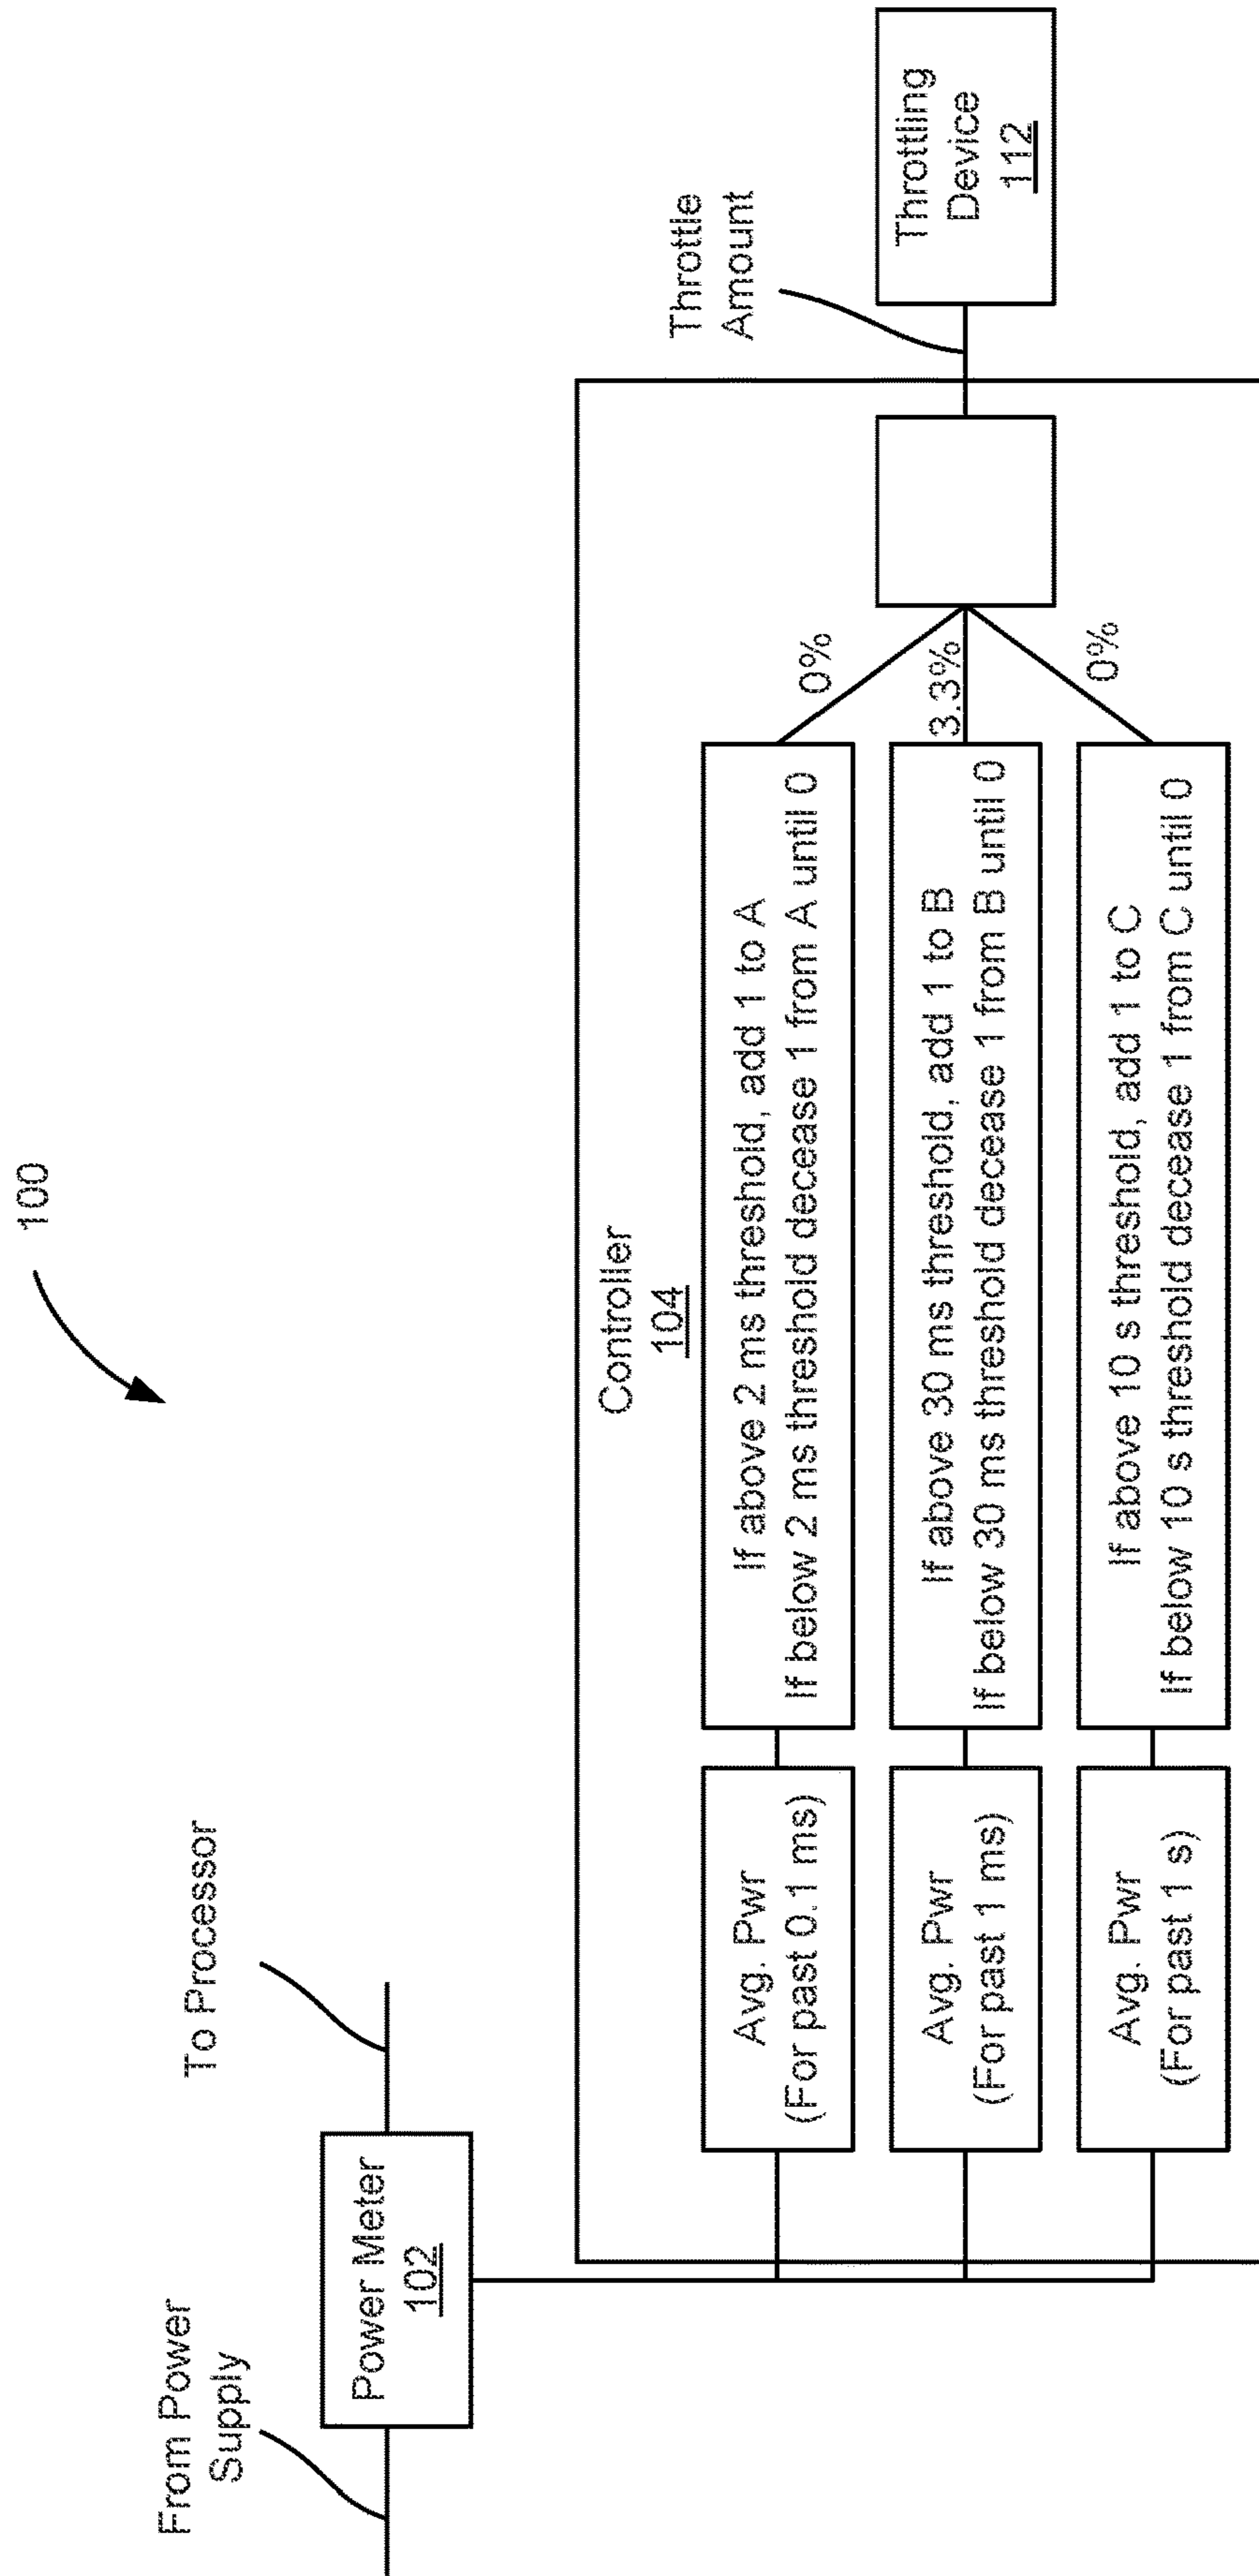 100
From Power
Supply
To Processor
Power Meter
102
Controller
104
Avg. Pwr
(For past 0.1 ms)
If above 2 ms threshold, add 1 to A
If below 2 ms threshold decease 1 from A until 0
0%
Avg. Pwr
(For past 1 ms)
If above 30 ms threshold, add 1 to B
If below 30 ms threshold decease 1 from B until 0
3.3%
Avg. Pwr
(For past 1 s)
If above 10 s threshold, add 1 to C
If below 10 s threshold decease 1 from C until 0
0%
Throttle
Amount
Throttling
Device
112